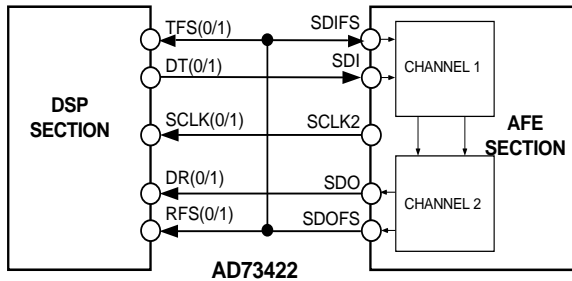 TFS(0/1) SDIFS
DT(0/1) SDI
CHANNEL 1
DSP
SECTION
SCLK(0/1) SCLK2
AFE
SECTION
DR(0/1) SDO
CHANNEL 2
RFS(0/1) SDOFS
AD73422